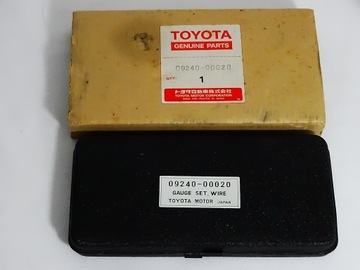 TOYOTA
GENUINE PARTS
09240-00020
QTY: 1
トヨタ自動車株式会社
TOYOTA MOTOR CORPORATION
09240-00020
GAUGE SET, WIRE
TOYOTA MOTOR JAPAN